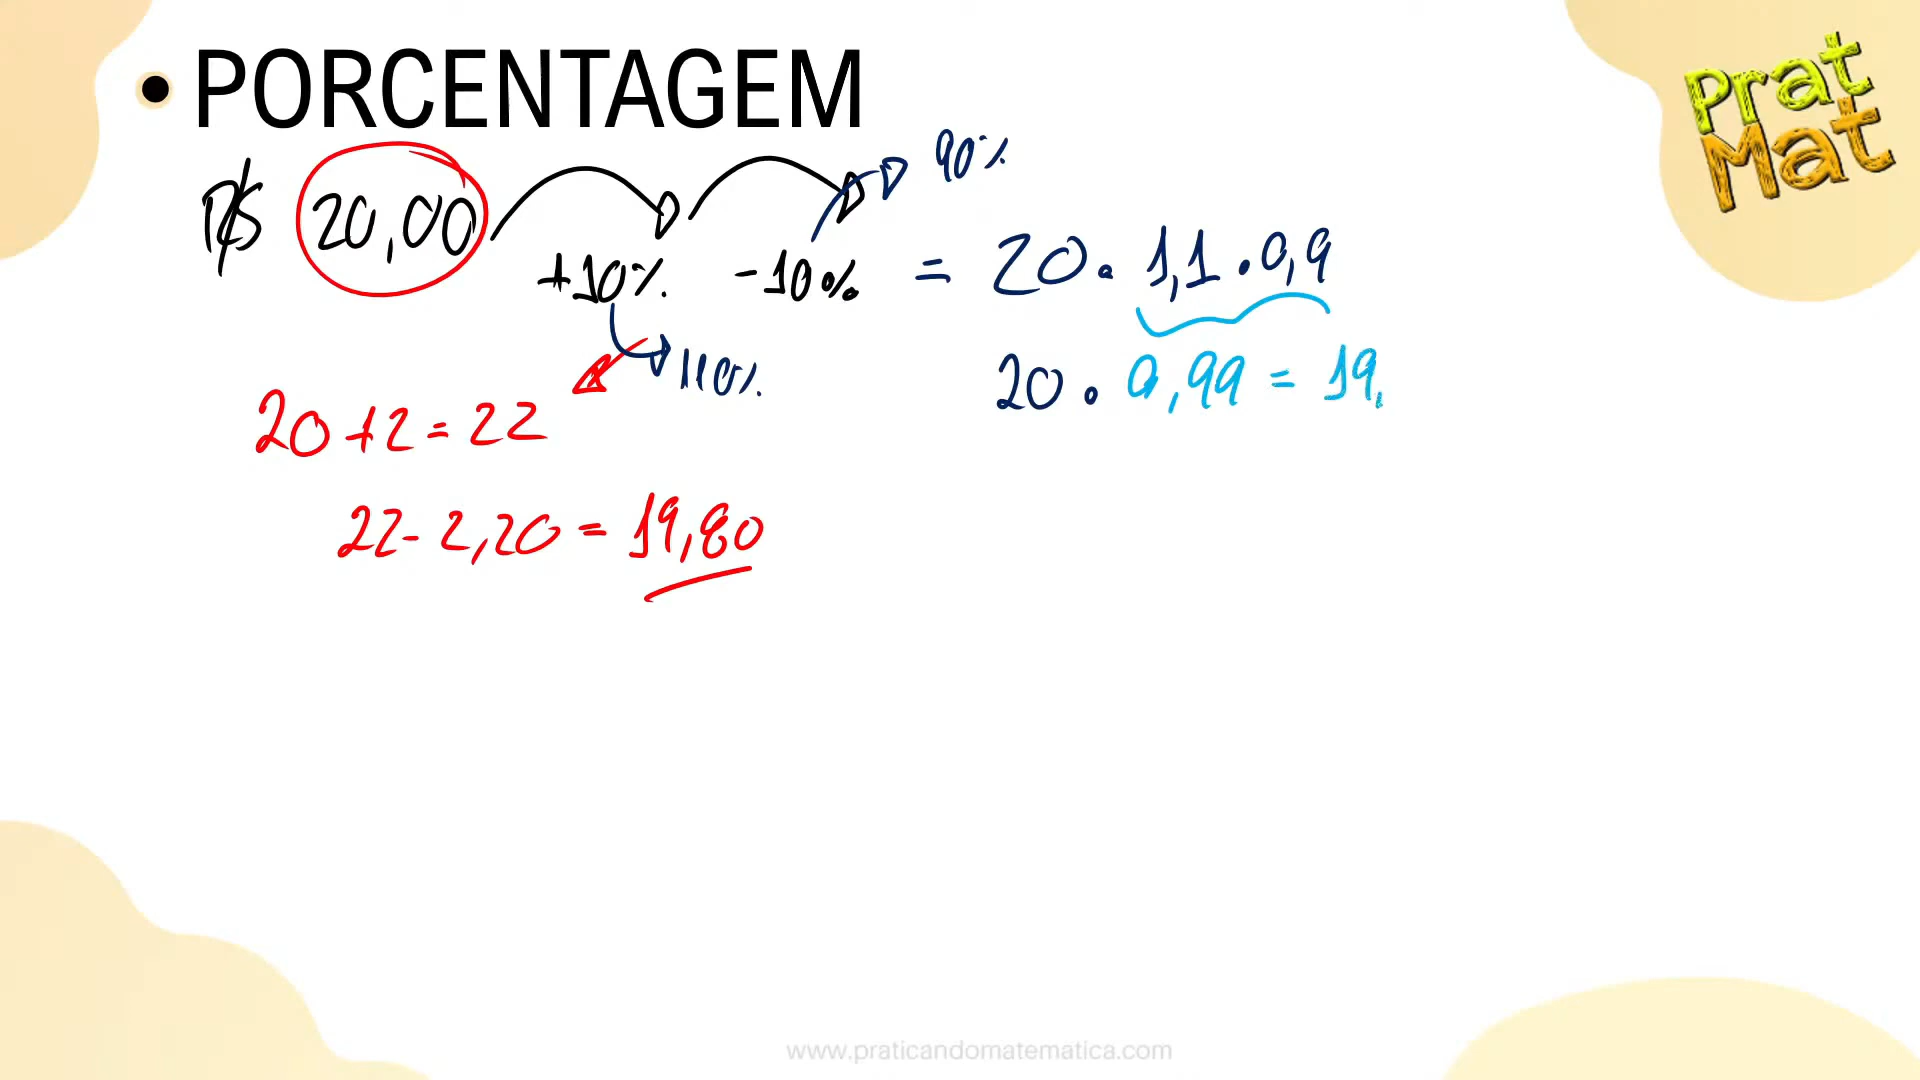 • PORCENTAGEM
Prat
Mat
R$ 20,00
+10%
-10%
90%
= 20 . 1,1 . 0,9
110%
20 . 0,99 = 19,
20 + 2 = 22
22 - 2,20 = 19,80
www.praticandomatematica.com